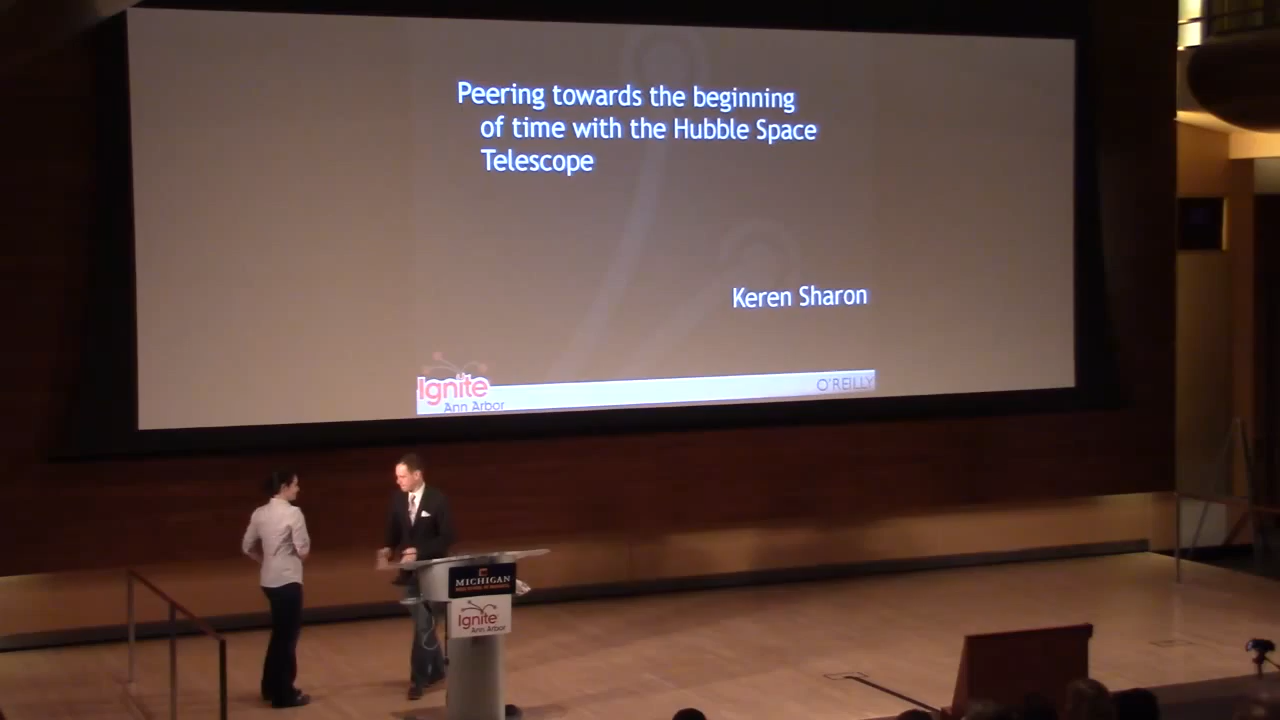 Peering towards the beginning
of time with the Hubble Space
Telescope
Keren Sharon
Ignite
Ann Arbor
O'REILLY
MICHIGAN
Ignite
Ann Arbor